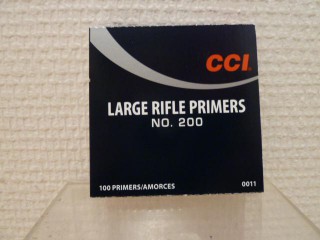 CCI
LARGE RIFLE PRIMERS
NO. 200
100 PRIMERS/AMORCES 0011